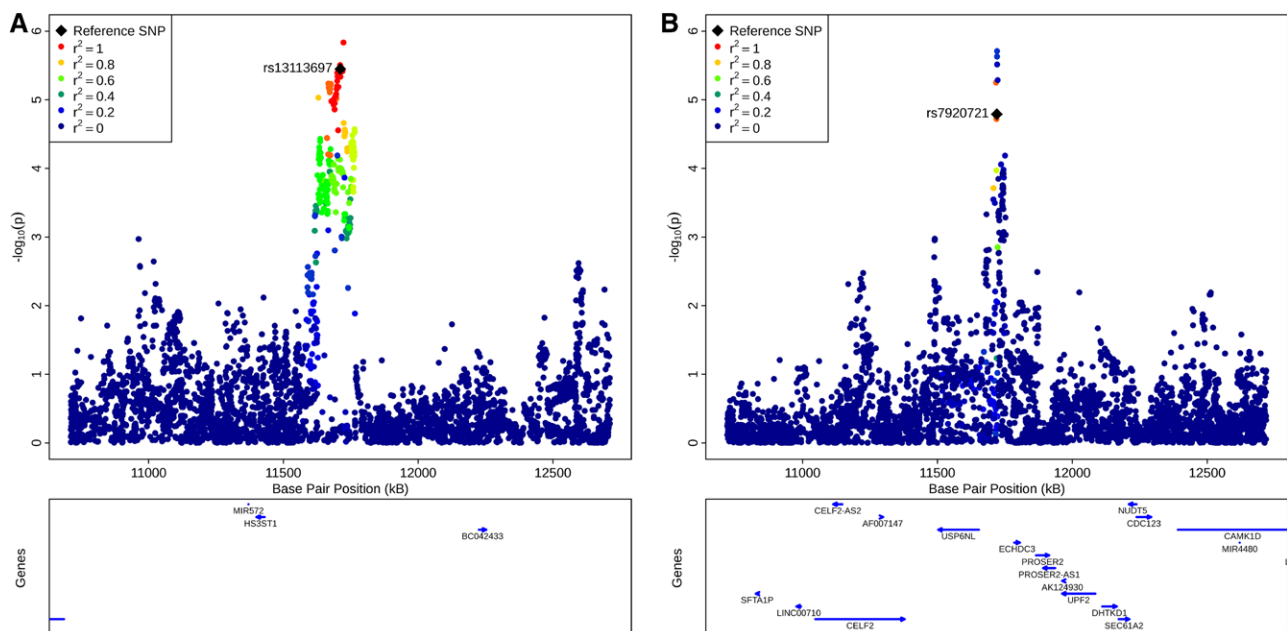 A
6
5
4
3
2
1
0
-log10(p)
Reference SNP
r² = 1
r² = 0.8
r² = 0.6
r² = 0.4
r² = 0.2
r² = 0
rs13113697
11000 11500 12000 12500
Base Pair Position (kB)
Genes
MIR572
HS3ST1
BC042433
B
6
5
4
3
2
1
0
-log10(p)
Reference SNP
r² = 1
r² = 0.8
r² = 0.6
r² = 0.4
r² = 0.2
r² = 0
rs7920721
11000 11500 12000 12500
Base Pair Position (kB)
Genes
CELF2-AS2 NUDT5
AF007147 CDC123
USP6NL CAMK1D
ECHDC3 MIR4480
PROSER2 L
PROSER2-AS1
AK124930
SFTA1P UPF2
LINC00710 DHTKD1
CELF2 SEC61A2